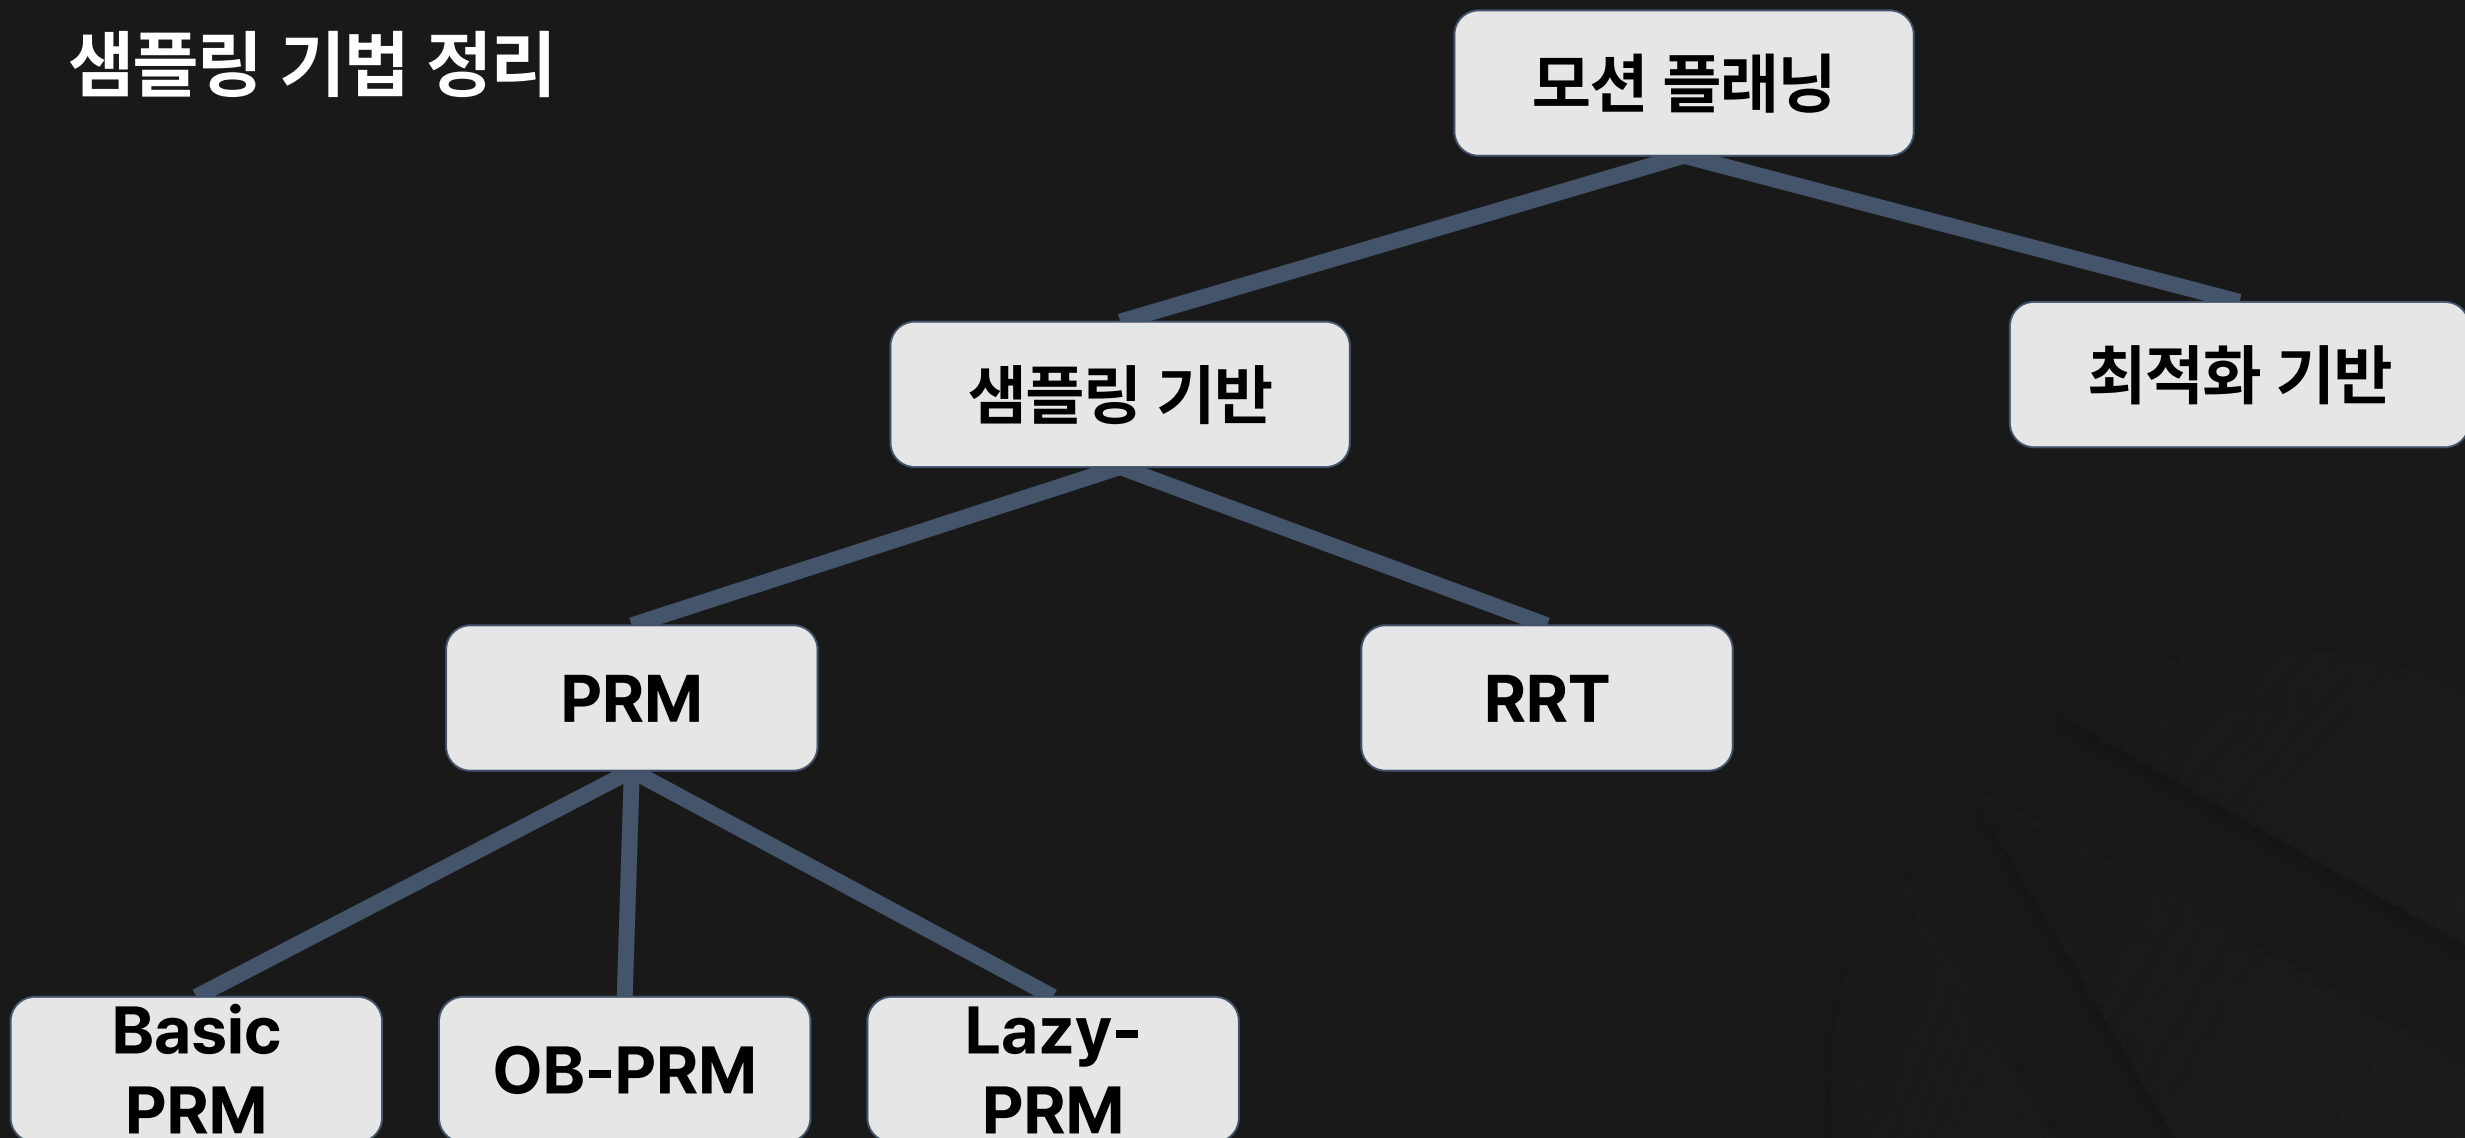 샘플링 기법 정리
모션 플래닝
샘플링 기반
최적화 기반
PRM
RRT
Basic
PRM
OB-PRM
Lazy-
PRM